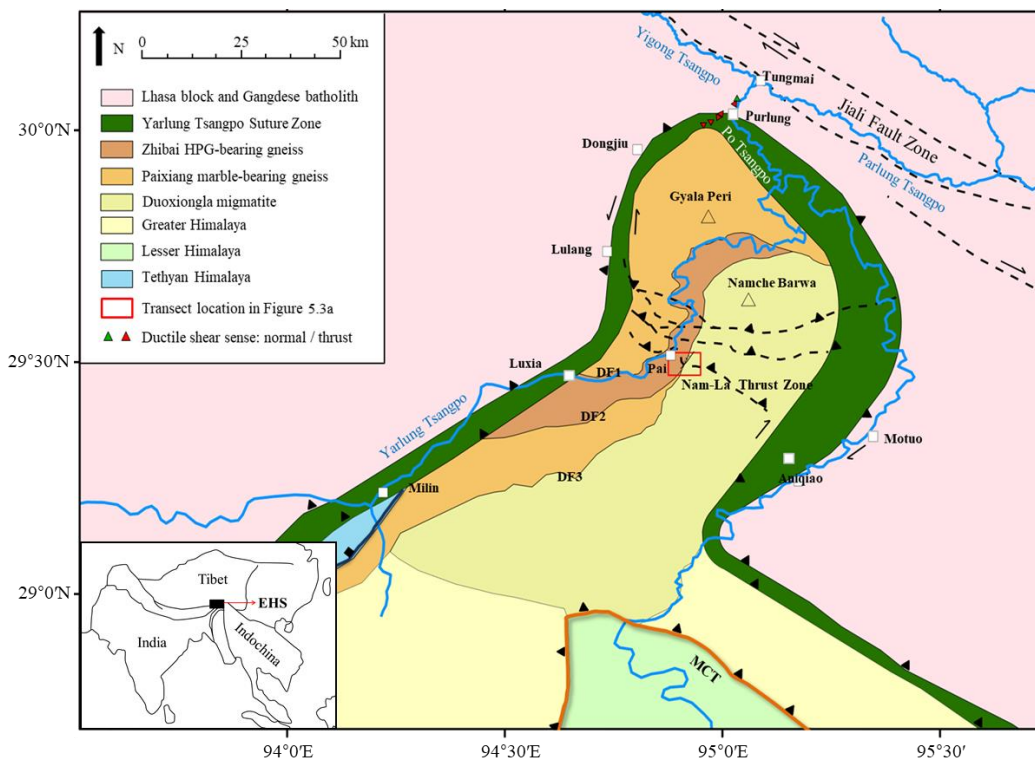 N
0 25 50 km
Lhasa block and Gangdese batholith
Yarlung Tsangpo Suture Zone
Zhibai HPG-bearing gneiss
Paixiang marble-bearing gneiss
Duoxiongla migmatite
Greater Himalaya
Lesser Himalaya
Tethyan Himalaya
Transect location in Figure 5.3a
Ductile shear sense: normal / thrust
Yigong Tsangpo
Tungmai
Jiali Fault Zone
Purlung
Po Tsangpo
Parlung Tsangpo
Dongjiu
Gyala Peri
Lulang
Namche Barwa
Luxia
DF1
Pai
Nam-La Thrust Zone
DF2
Yarlung Tsangpo
Motuo
DF3
Aniqiao
Milin
MCT
Tibet
EHS
India
Indochina
30°0'N
29°30'N
29°0'N
94°0'E
94°30'E
95°0'E
95°30'